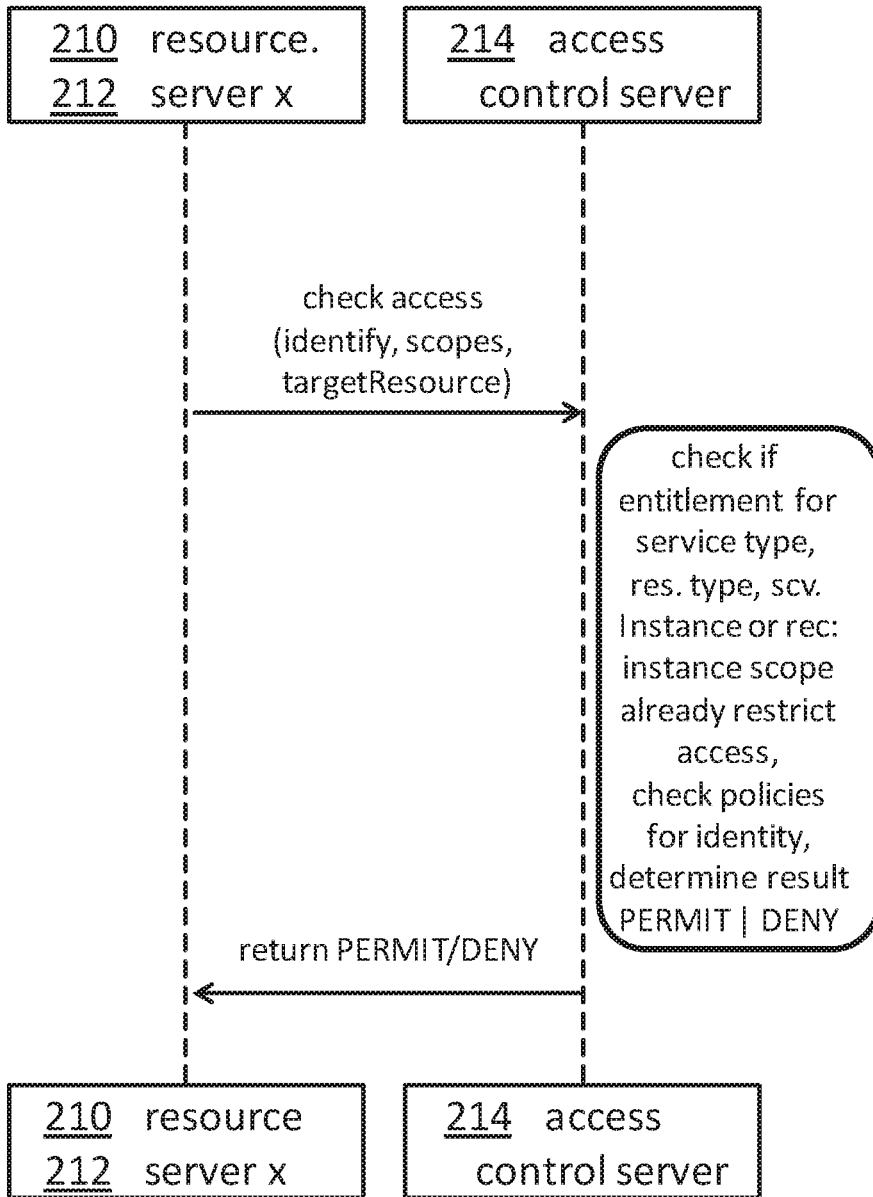 210 resource.
212 server x
214 access
control server
check access
(identify, scopes,
targetResource)
check if
entitlement for
service type,
res. type, scv.
Instance or rec:
instance scope
already restrict
access,
check policies
for identity,
determine result
PERMIT | DENY
return PERMIT/DENY
210 resource
212 server x
214 access
control server